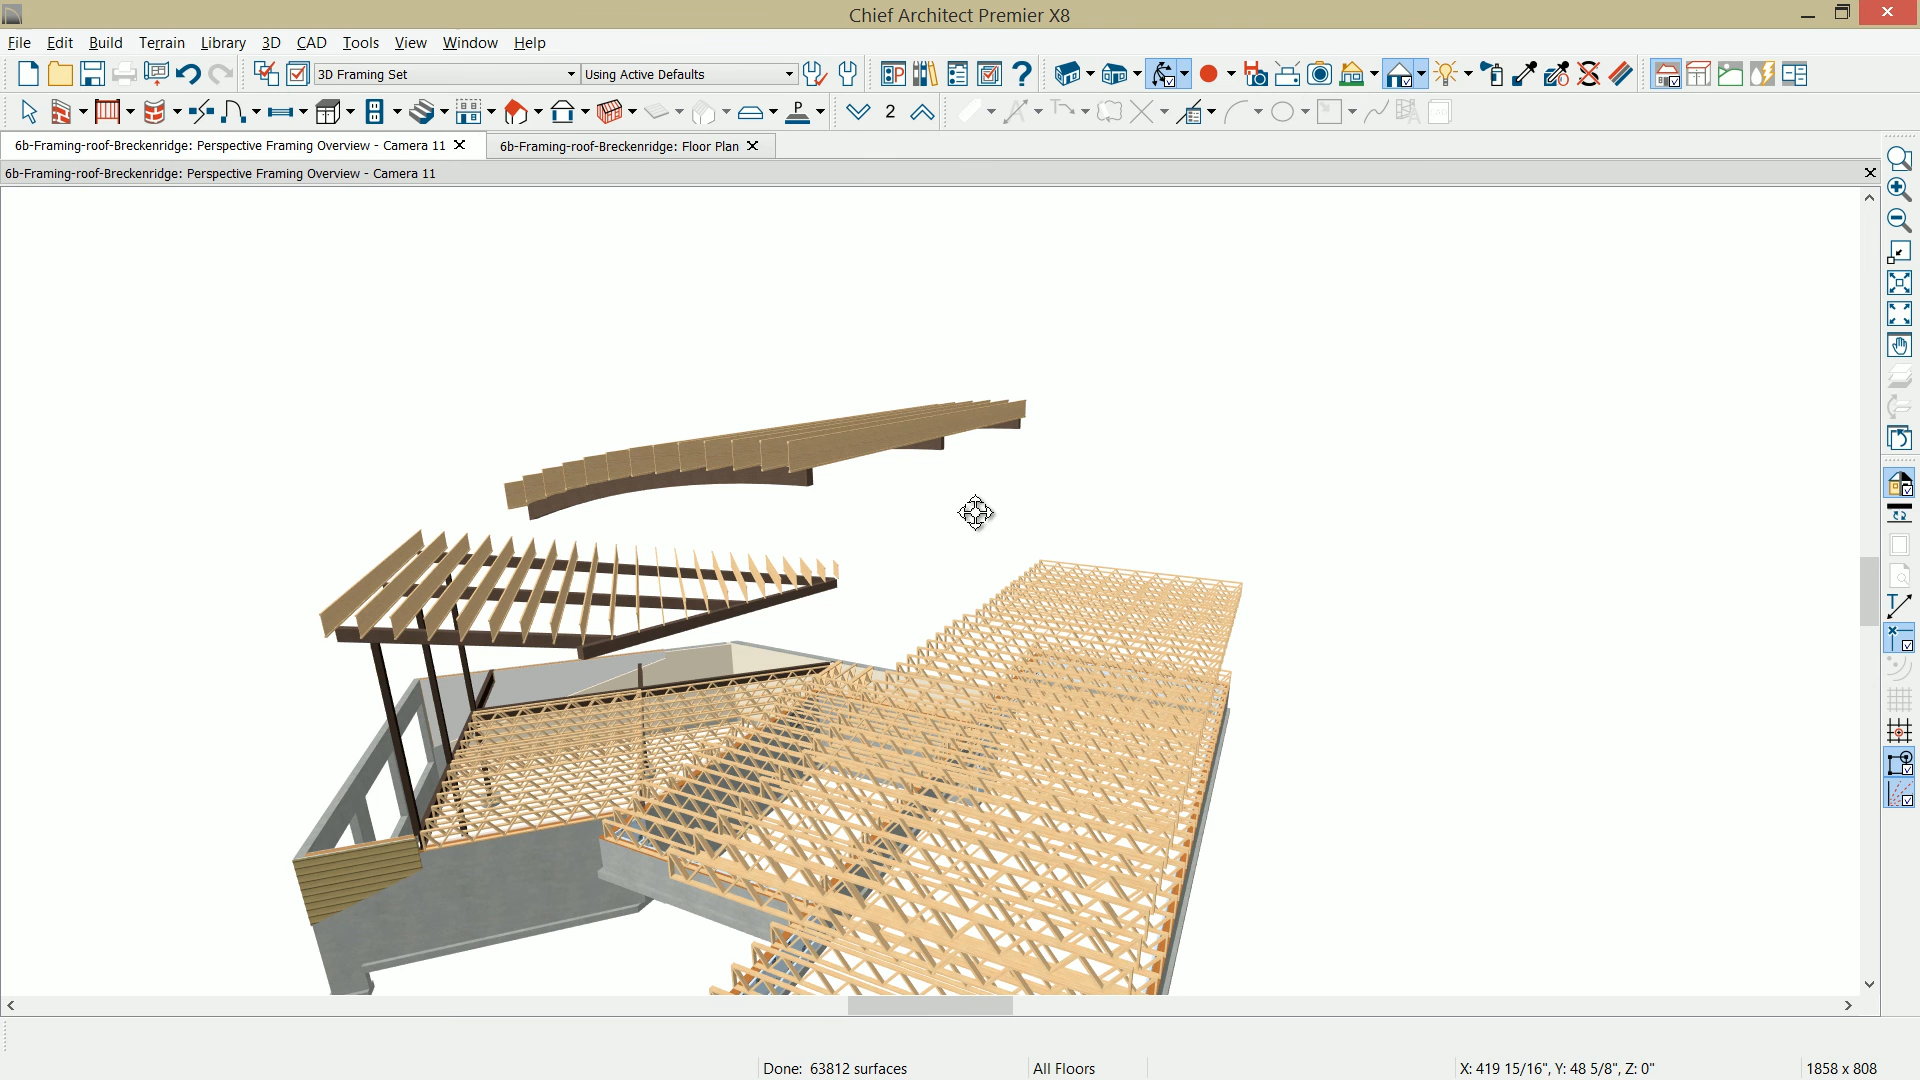 Chief Architect Premier X8
File Edit Build Terrain Library 3D CAD Tools View Window Help
3D Framing Set Using Active Defaults
P 2
6b-Framing-roof-Breckenridge: Perspective Framing Overview - Camera 11 6b-Framing-roof-Breckenridge: Floor Plan
6b-Framing-roof-Breckenridge: Perspective Framing Overview - Camera 11
Done: 63812 surfaces All Floors X: 419 15/16", Y: 48 5/8", Z: 0" 1858 x 808